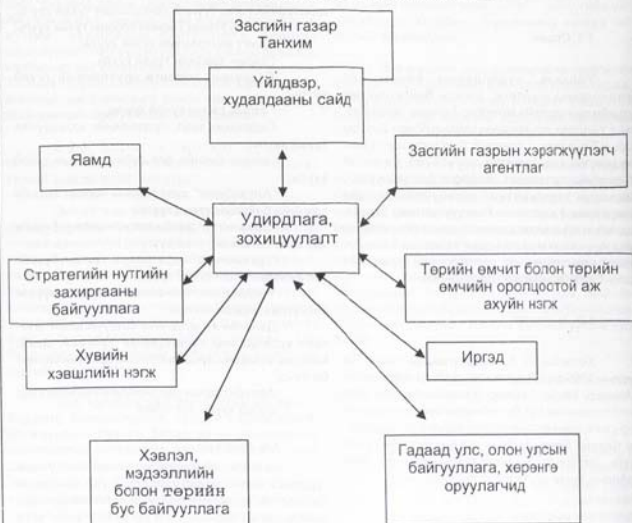 Засгийн газар
Танхим
Үйлдвэр,
худалдааны сайд
Яамд
Засгийн газрын хэрэгжүүлэгч
агентлаг
Удирдлага,
зохицуулалт
Стратегийн нутгийн
захиргааны
байгууллага
Төрийн өмчит болон төрийн
өмчийн оролцостой аж
ахуйн нэгж
Хувийн
хэвшлийн нэгж
Иргэд
Хэвлэл,
мэдээллийн
болон төрийн
бус байгууллага
Гадаад улс, олон улсын
байгууллага, хөрөнгө
оруулагчид